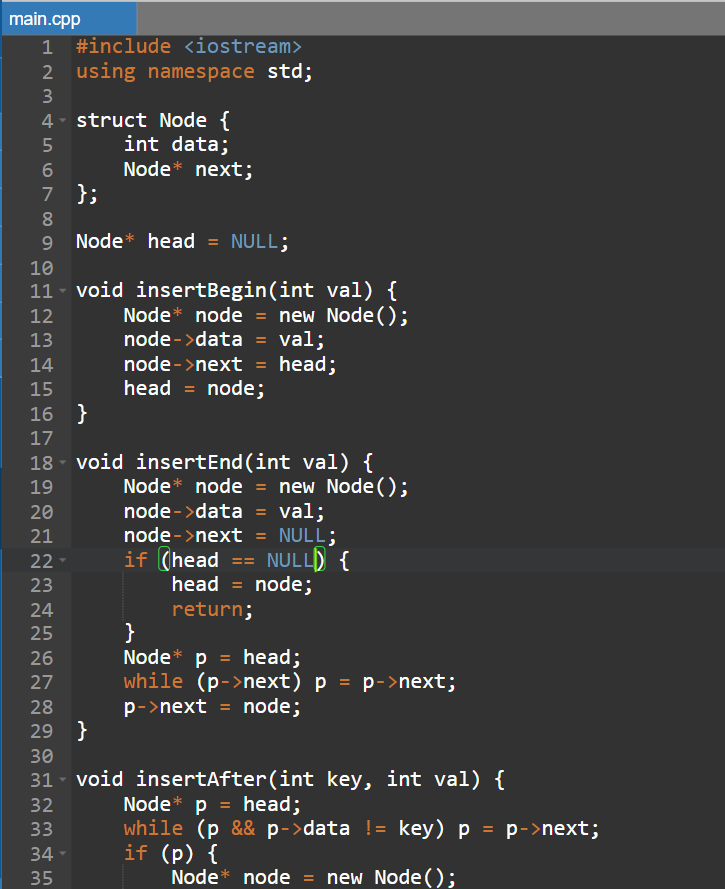 main.cpp
1 #include <iostream>
2 using namespace std;
3
4 struct Node {
5     int data;
6     Node* next;
7 };
8
9 Node* head = NULL;
10
11 void insertBegin(int val) {
12     Node* node = new Node();
13     node->data = val;
14     node->next = head;
15     head = node;
16 }
17
18 void insertEnd(int val) {
19     Node* node = new Node();
20     node->data = val;
21     node->next = NULL;
22     if (head == NULL) {
23         head = node;
24         return;
25     }
26     Node* p = head;
27     while (p->next) p = p->next;
28     p->next = node;
29 }
30
31 void insertAfter(int key, int val) {
32     Node* p = head;
33     while (p && p->data != key) p = p->next;
34     if (p) {
35         Node* node = new Node();